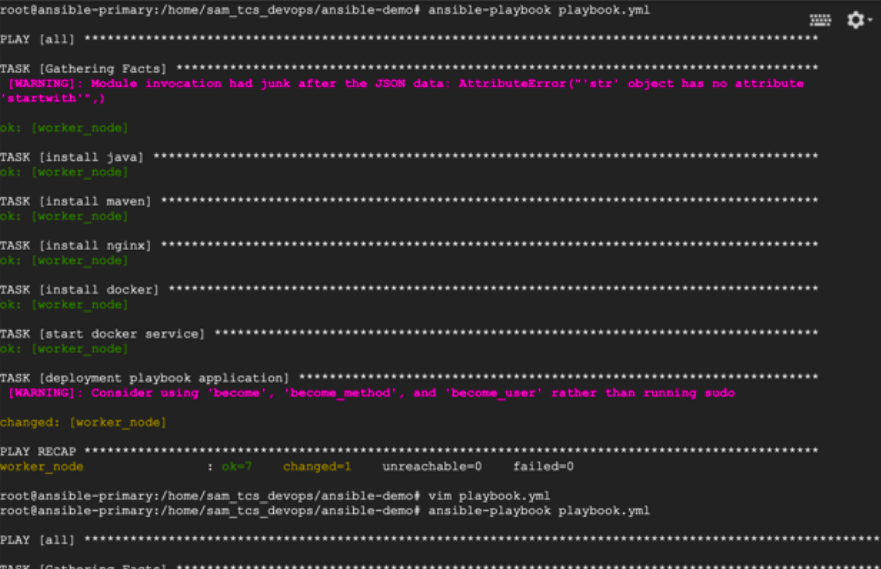 root@ansible-primary:/home/sam_tcs_devops/ansible-demo# ansible-playbook playbook.yml
PLAY [all] ************************************************************************************************
TASK [Gathering Facts] ************************************************************************************
[WARNING]: Module invocation had junk after the JSON data: AttributeError("'str' object has no attribute
'startwith'",)
ok: [worker_node]
TASK [install java] ***************************************************************************************
ok: [worker_node]
TASK [install maven] **************************************************************************************
ok: [worker_node]
TASK [install nginx] **************************************************************************************
ok: [worker_node]
TASK [install docker] *************************************************************************************
ok: [worker_node]
TASK [start docker service] *******************************************************************************
ok: [worker_node]
TASK [deployment playbook application] ********************************************************************
[WARNING]: Consider using 'become', 'become_method', and 'become_user' rather than running sudo
changed: [worker_node]
PLAY RECAP ************************************************************************************************
worker_node : ok=7 changed=1 unreachable=0 failed=0
root@ansible-primary:/home/sam_tcs_devops/ansible-demo# vim playbook.yml
root@ansible-primary:/home/sam_tcs_devops/ansible-demo# ansible-playbook playbook.yml
PLAY [all] ********************************************************************************************************
TASK [Gathering Facts] ********************************************************************************************